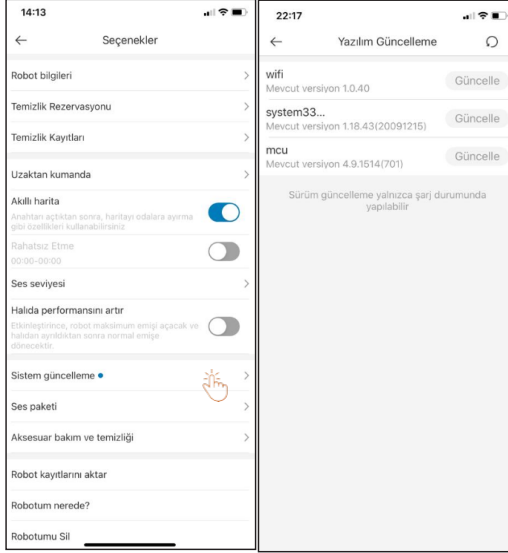 14:13
Seçenekler
Robot bilgileri
Temizlik Rezervasyonu
Temizlik Kayıtları
Uzaktan kumanda
Akıllı harita
Anahtarı açtıktan sonra, haritayı odalara ayırma
gibi özellikleri kullanabilirsiniz
Rahatsız Etme
00:00-00:00
Ses seviyesi
Halıda performansını artır
Etkinleştirince, robot maksimum emişi açacak ve
halıdan ayrıldıktan sonra normal emişe
dönecektir.
Sistem güncelleme
Ses paketi
Aksesuar bakım ve temizliği
Robot kayıtlarını aktar
Robotum nerede?
Robotumu Sil
22:17
Yazılım Güncelleme
wifi
Mevcut versiyon 1.0.40
Güncelle
system33...
Mevcut versiyon 1.18.43(20091215)
Güncelle
mcu
Mevcut versiyon 4.9.1514(701)
Güncelle
Sürüm güncelleme yalnızca şarj durumunda
yapılabilir